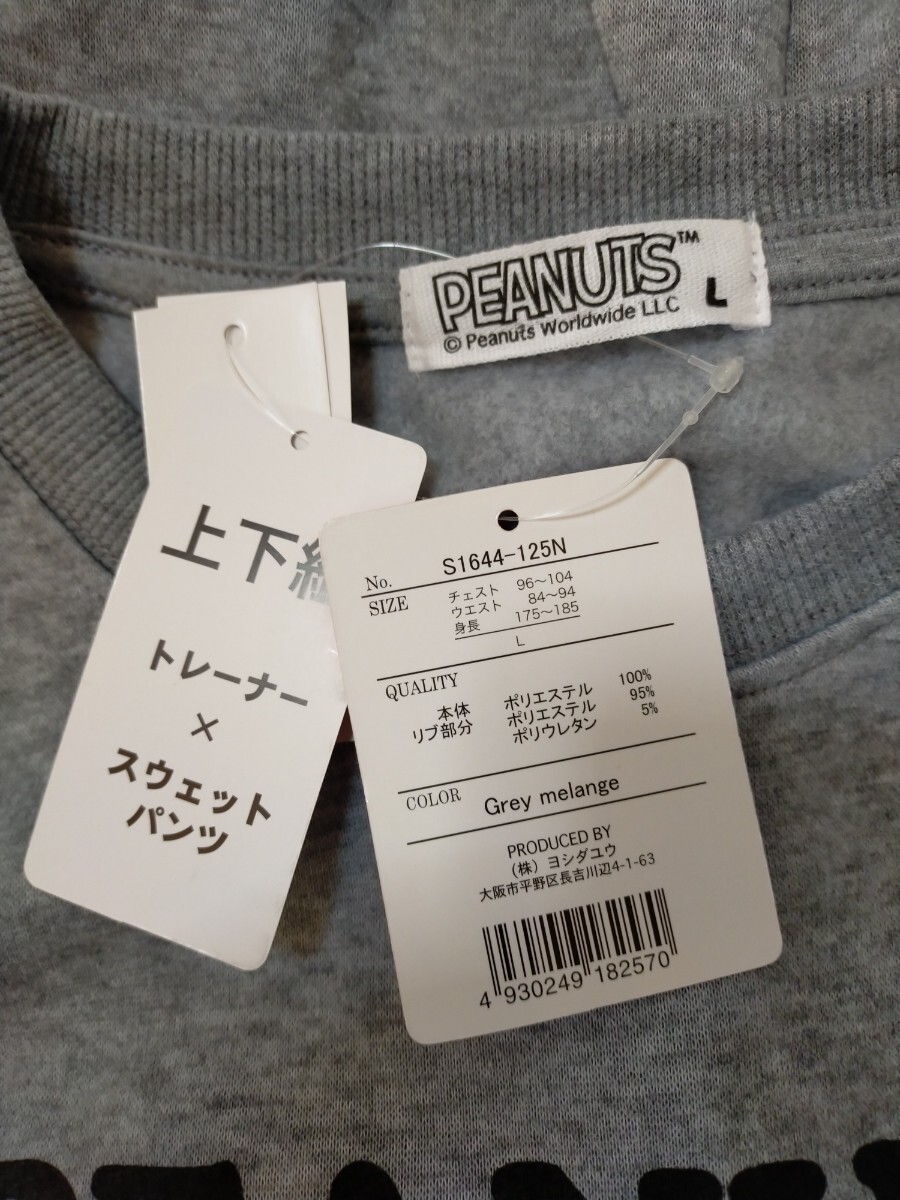 PEANUTS™ L
© Peanuts Worldwide LLC
上下組
トレーナー
×
スウェット
パンツ
No. S1644-125N
SIZE チェスト 96～104
ウエスト 84～94
身長 175～185
L
QUALITY
本体 ポリエステル 100%
リブ部分 ポリエステル 95%
ポリウレタン 5%
COLOR Grey melange
PRODUCED BY
(株) ヨシダユウ
大阪市平野区長吉川辺4-1-63
4 930249 182570